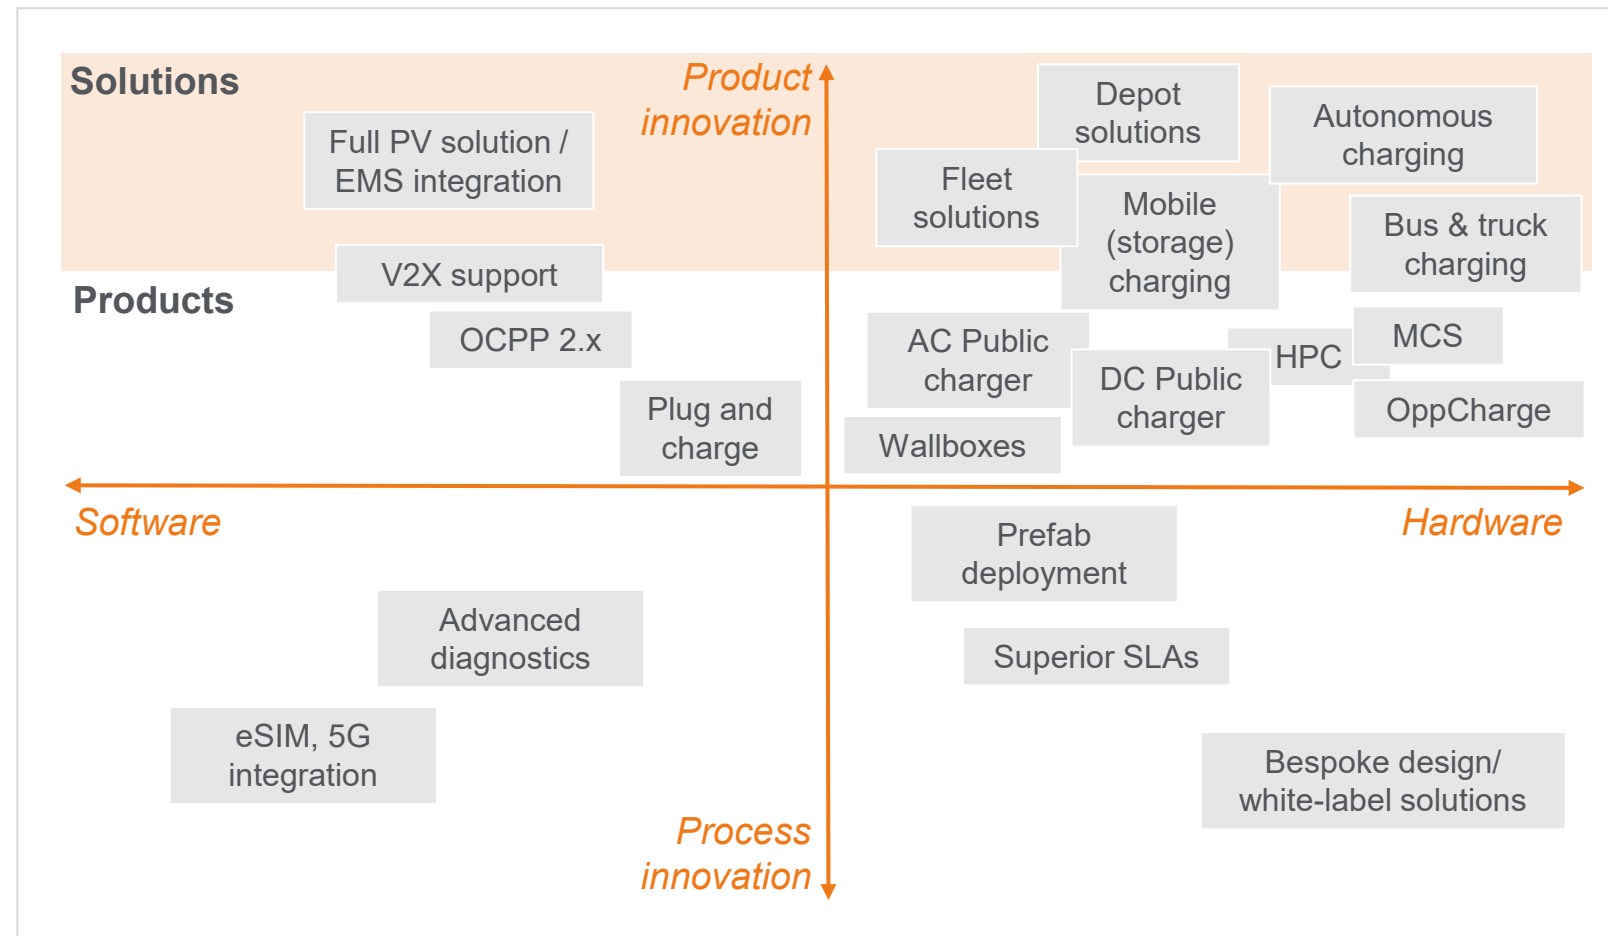 Solutions
Product
innovation
Full PV solution /
EMS integration
Depot
solutions
Autonomous
charging
Fleet
solutions
Mobile
(storage)
charging
Bus & truck
charging
V2X support
Products
OCPP 2.x
AC Public
charger
HPC
MCS
DC Public
charger
OppCharge
Plug and
charge
Wallboxes
Software
Hardware
Prefab
deployment
Advanced
diagnostics
Superior SLAs
eSIM, 5G
integration
Bespoke design/
white-label solutions
Process
innovation